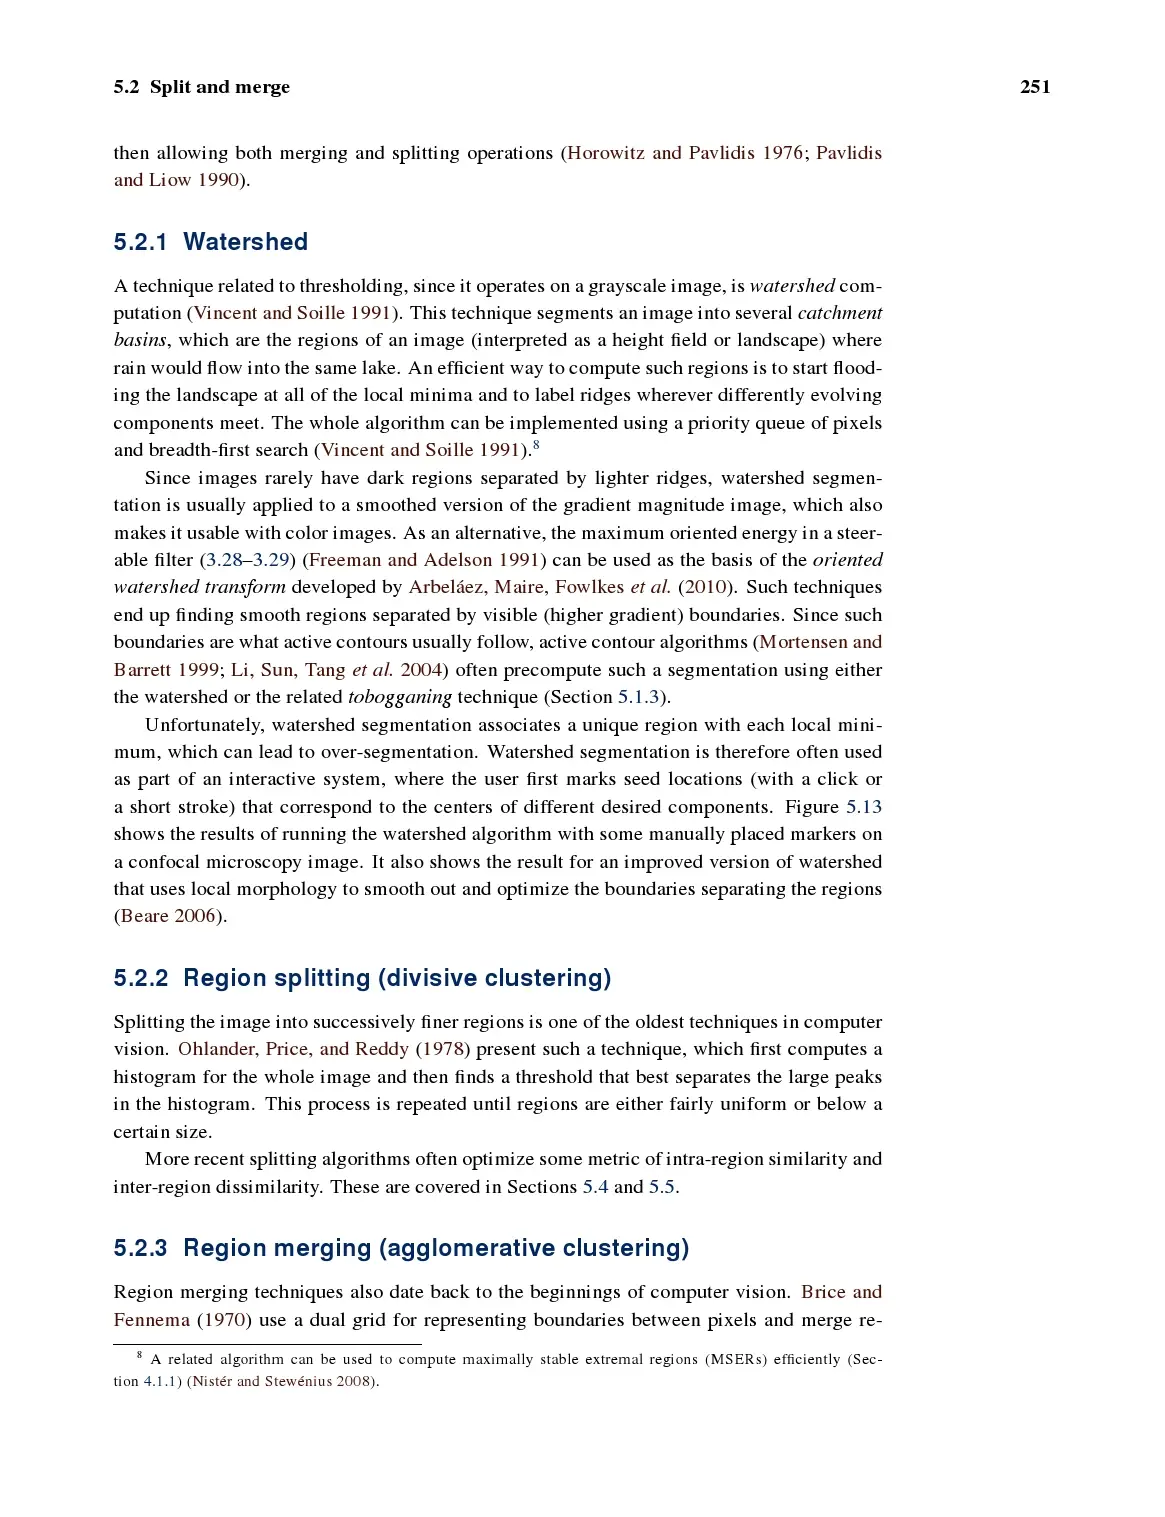 5.2 Split and merge 251
then allowing both merging and splitting operations (Horowitz and Pavlidis 1976; Pavlidis
and Liow 1990).
5.2.1 Watershed
A technique related to thresholding, since it operates on a grayscale image, is watershed com-
putation (Vincent and Soille 1991). This technique segments an image into several catchment
basins, which are the regions of an image (interpreted as a height field or landscape) where
rain would flow into the same lake. An efficient way to compute such regions is to start flood-
ing the landscape at all of the local minima and to label ridges wherever differently evolving
components meet. The whole algorithm can be implemented using a priority queue of pixels
and breadth-first search (Vincent and Soille 1991).8
Since images rarely have dark regions separated by lighter ridges, watershed segmen-
tation is usually applied to a smoothed version of the gradient magnitude image, which also
makes it usable with color images. As an alternative, the maximum oriented energy in a steer-
able filter (3.28–3.29) (Freeman and Adelson 1991) can be used as the basis of the oriented
watershed transform developed by Arbeláez, Maire, Fowlkes et al. (2010). Such techniques
end up finding smooth regions separated by visible (higher gradient) boundaries. Since such
boundaries are what active contours usually follow, active contour algorithms (Mortensen and
Barrett 1999; Li, Sun, Tang et al. 2004) often precompute such a segmentation using either
the watershed or the related tobogganing technique (Section 5.1.3).
Unfortunately, watershed segmentation associates a unique region with each local mini-
mum, which can lead to over-segmentation. Watershed segmentation is therefore often used
as part of an interactive system, where the user first marks seed locations (with a click or
a short stroke) that correspond to the centers of different desired components. Figure 5.13
shows the results of running the watershed algorithm with some manually placed markers on
a confocal microscopy image. It also shows the result for an improved version of watershed
that uses local morphology to smooth out and optimize the boundaries separating the regions
(Beare 2006).
5.2.2 Region splitting (divisive clustering)
Splitting the image into successively finer regions is one of the oldest techniques in computer
vision. Ohlander, Price, and Reddy (1978) present such a technique, which first computes a
histogram for the whole image and then finds a threshold that best separates the large peaks
in the histogram. This process is repeated until regions are either fairly uniform or below a
certain size.
More recent splitting algorithms often optimize some metric of intra-region similarity and
inter-region dissimilarity. These are covered in Sections 5.4 and 5.5.
5.2.3 Region merging (agglomerative clustering)
Region merging techniques also date back to the beginnings of computer vision. Brice and
Fennema (1970) use a dual grid for representing boundaries between pixels and merge re-
8 A related algorithm can be used to compute maximally stable extremal regions (MSERs) efficiently (Sec-
tion 4.1.1) (Nistér and Stewénius 2008).